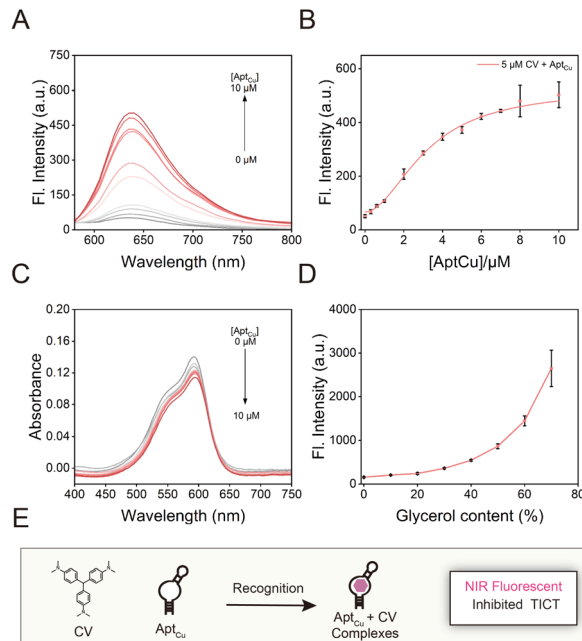 A
750
600
450
300
150
0
Fl. Intensity (a.u.)
600 650 700 750 800
Wavelength (nm)
[AptCu]
10 μM
0 μM
B
600
400
200
0
Fl. Intensity (a.u.)
0 2 4 6 8 10
[AptCu]/μM
5 μM CV + AptCu
C
0.20
0.16
0.12
0.08
0.04
0.00
Absorbance
400 450 500 550 600 650 700 750
Wavelength (nm)
[AptCu]
0 μM
10 μM
D
4000
3000
2000
1000
0
Fl. Intensity (a.u.)
0 20 40 60 80
Glycerol content (%)
E
N
N
N
CV
AptCu
Recognition
AptCu + CV
Complexes
NIR Fluorescent
Inhibited TICT